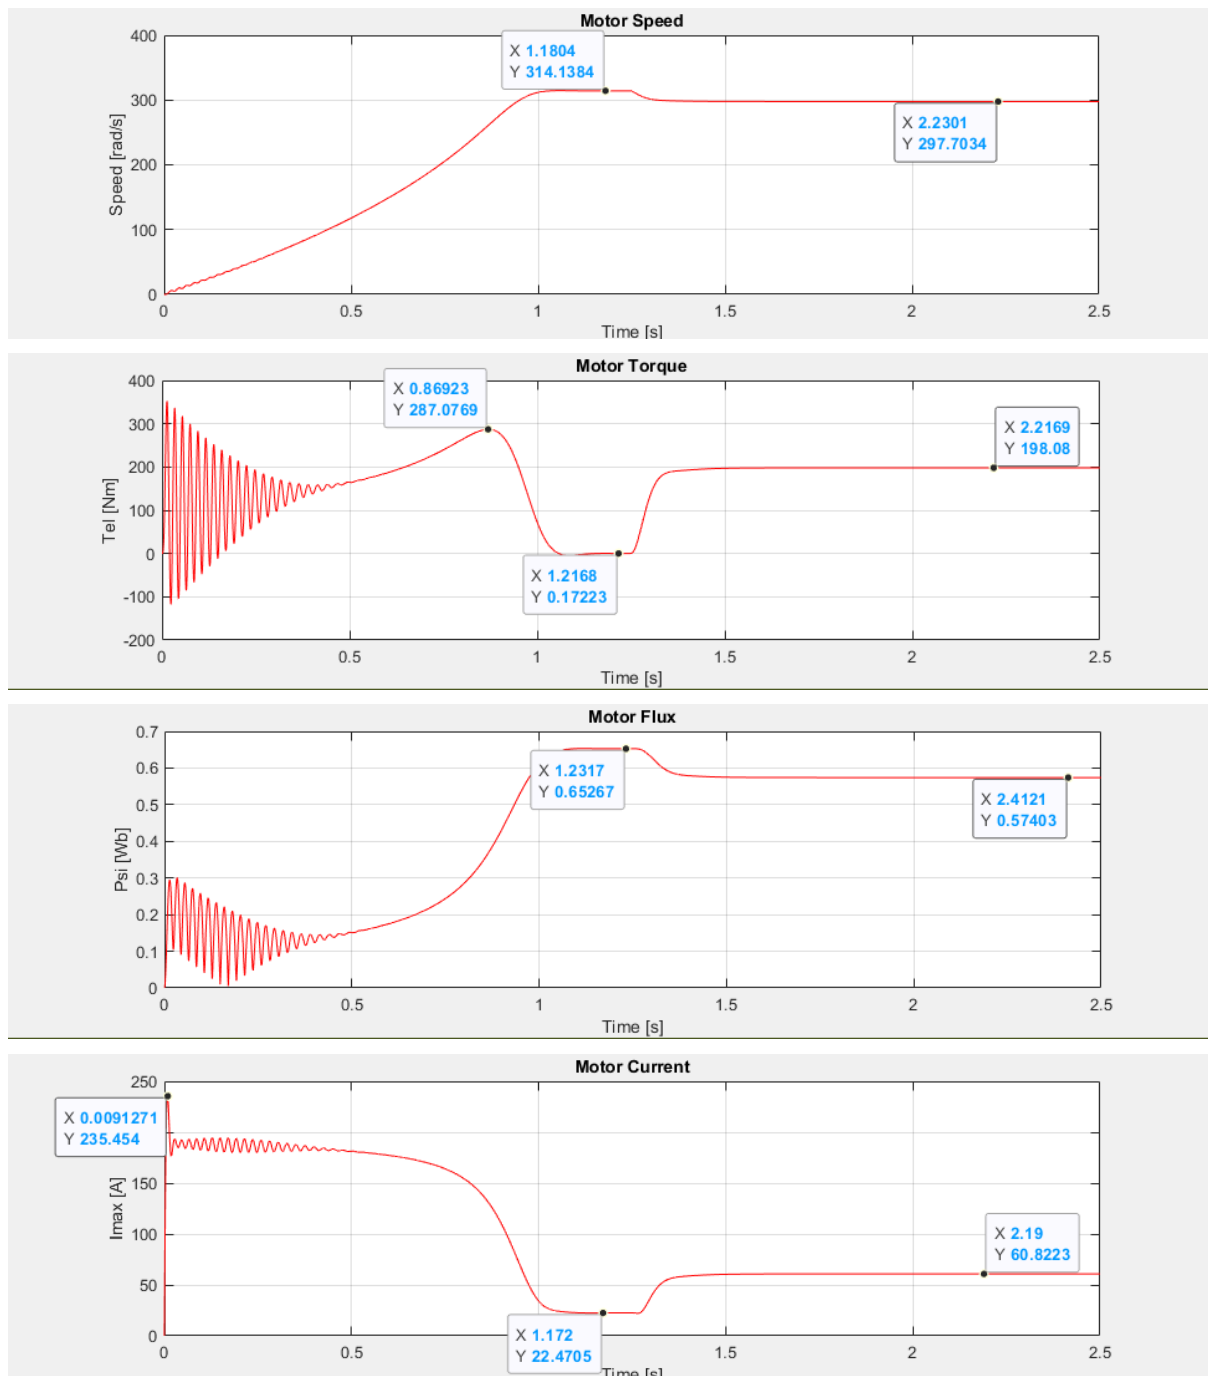 Motor Speed
400
300
200
100
0
Speed [rad/s]
X 1.1804
Y 314.1384
X 2.2301
Y 297.7034
0 0.5 1 1.5 2 2.5
Time [s]
Motor Torque
400
300
200
100
0
-100
-200
Tel [Nm]
X 0.86923
Y 287.0769
X 2.2169
Y 198.08
X 1.2168
Y 0.17223
0 0.5 1 1.5 2 2.5
Time [s]
Motor Flux
0.7
0.6
0.5
0.4
0.3
0.2
0.1
0
Psi [Wb]
X 1.2317
Y 0.65267
X 2.4121
Y 0.57403
0 0.5 1 1.5 2 2.5
Time [s]
Motor Current
250
150
100
50
0
Imax [A]
X 0.0091271
Y 235.454
X 2.19
Y 60.8223
X 1.172
Y 22.4705
0 0.5 1 1.5 2 2.5
Time [s]